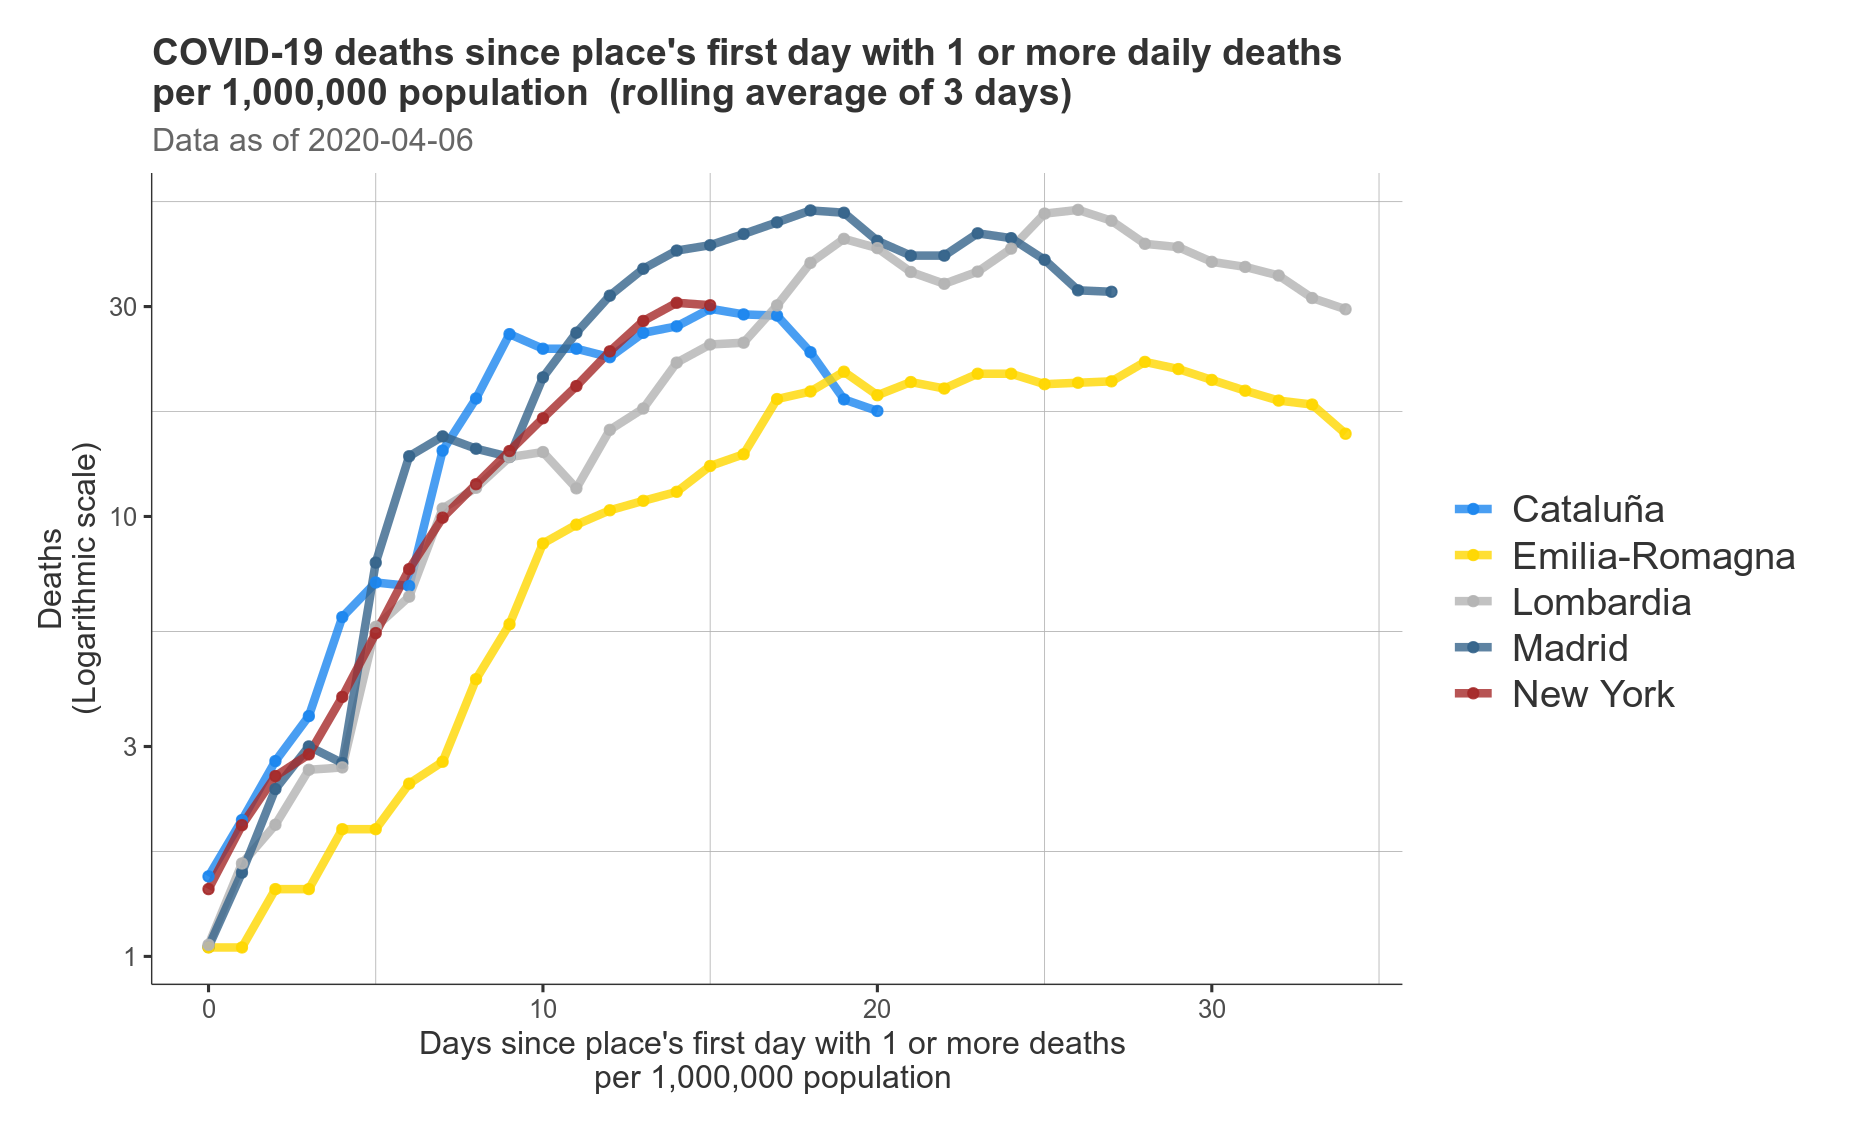 COVID-19 deaths since place's first day with 1 or more daily deaths
per 1,000,000 population  (rolling average of 3 days)
Data as of 2020-04-06
Deaths
(Logarithmic scale)
30
10
3
1
0
10
20
30
Days since place's first day with 1 or more deaths
per 1,000,000 population
Cataluña
Emilia-Romagna
Lombardia
Madrid
New York